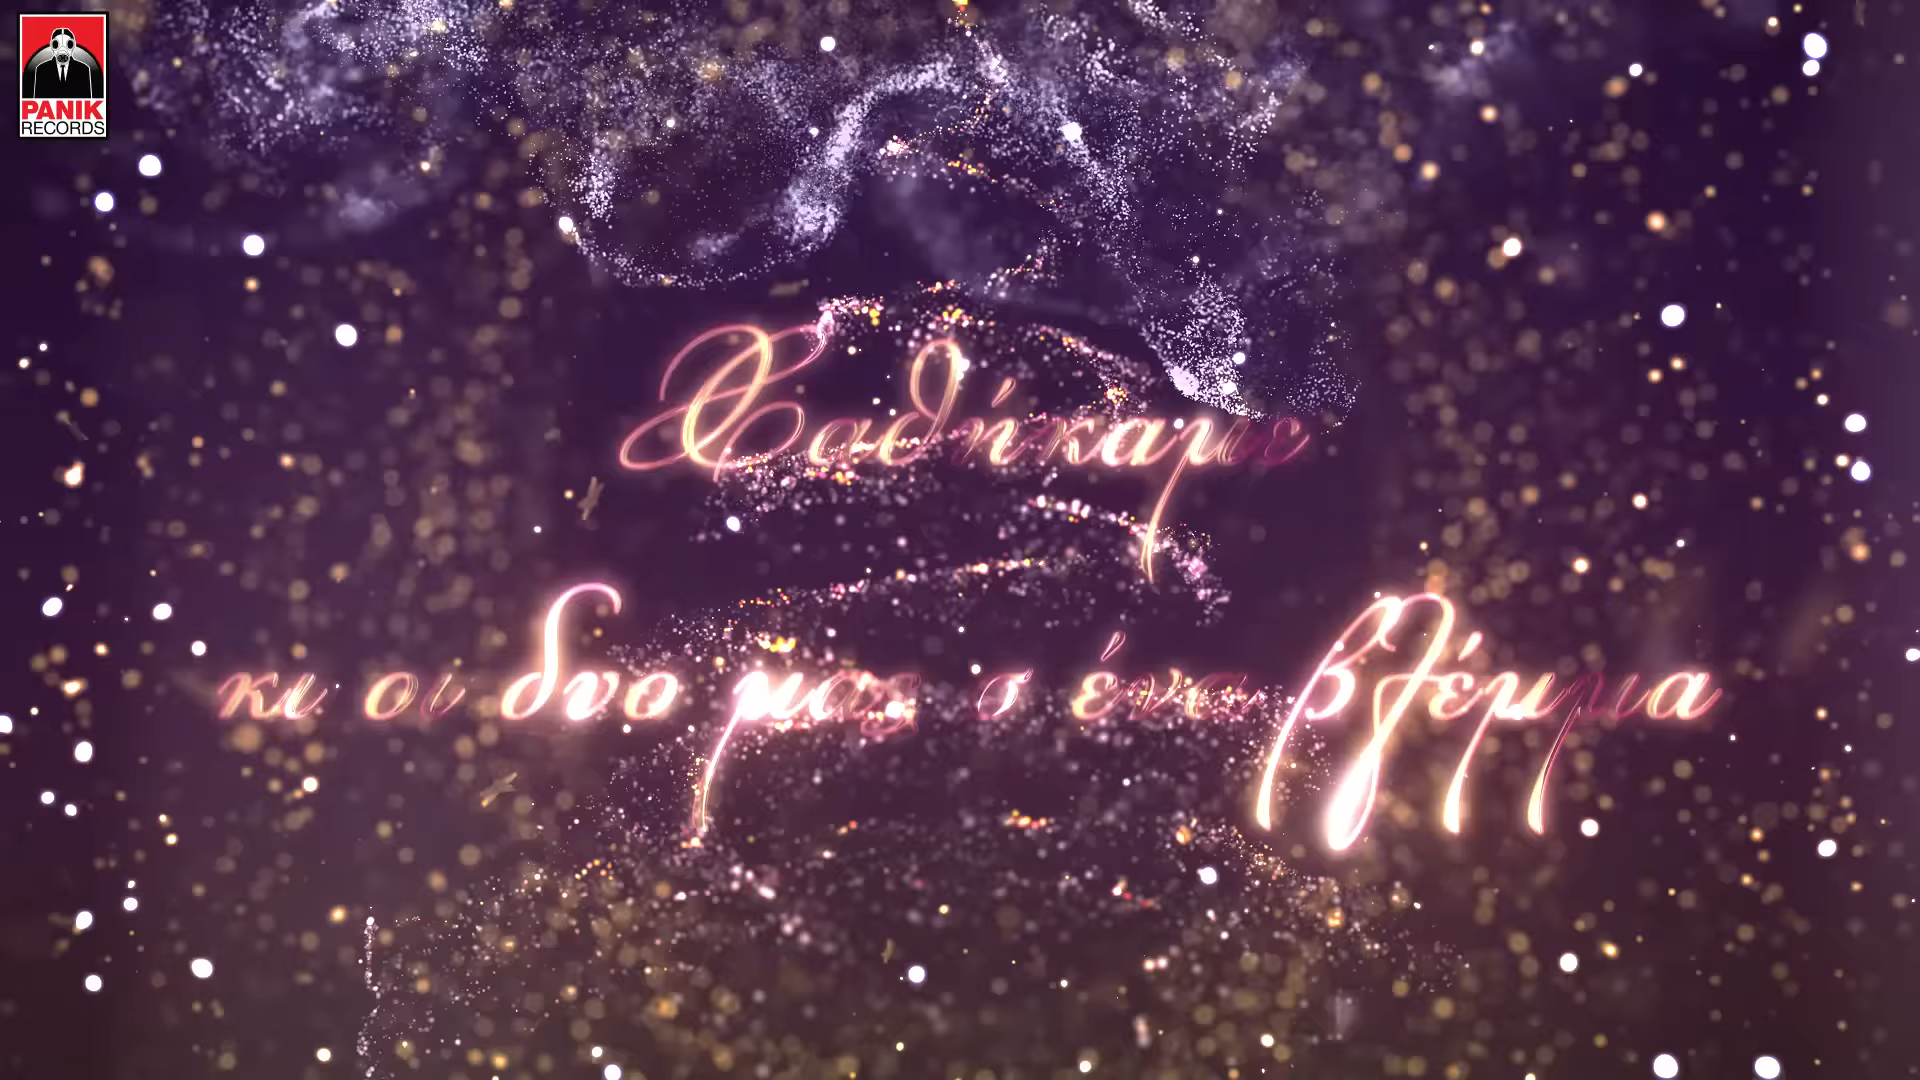 PANIK
RECORDS
Χαθήκαμε
κι οι δυο μας σ ένα βλέμμα